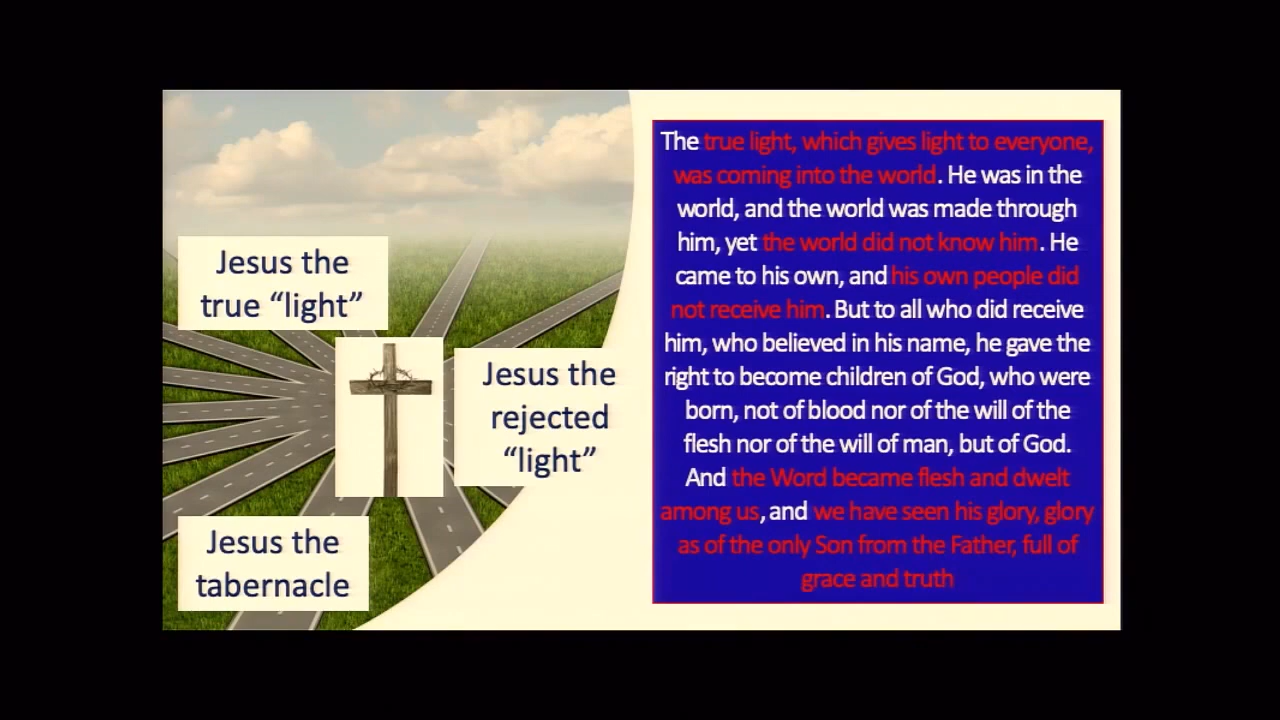 Jesus the
true “light”
Jesus the
rejected
“light”
Jesus the
tabernacle
The true light, which gives light to everyone,
was coming into the world. He was in the
world, and the world was made through
him, yet the world did not know him. He
came to his own, and his own people did
not receive him. But to all who did receive
him, who believed in his name, he gave the
right to become children of God, who were
born, not of blood nor of the will of the
flesh nor of the will of man, but of God.
And the Word became flesh and dwelt
among us, and we have seen his glory, glory
as of the only Son from the Father, full of
grace and truth